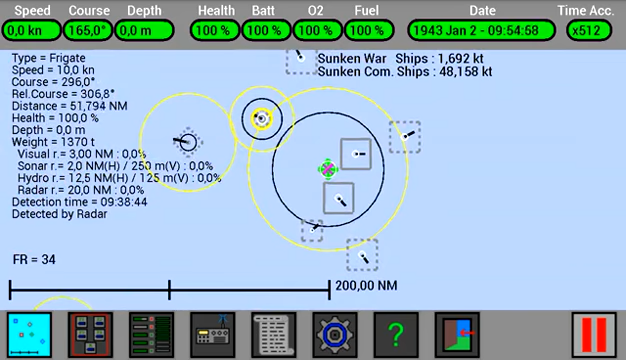 Speed Course Depth Health Batt O2 Fuel Date Time Acc.
0,0 kn 165,0° 0,0 m 100 % 100 % 100 % 100 % 1943 Jan 2 - 09:54:58 x512
Type = Frigate
Speed = 10,0 kn
Course = 296,0°
Rel.Course = 306,8°
Distance = 51,794 NM
Health = 100,0 %
Depth = 0,0 m
Weight = 1370 t
Visual r.= 3,00 NM : 0,0%
Sonar r.= 2,0 NM(H) / 250 m(V) : 0,0%
Hydro r.= 12,5 NM(H) / 125 m(V) : 0,0%
Radar r.= 20,0 NM : 0,0%
Detection time = 09:38:44
Detected by Radar
Sunken War Ships : 1,692 kt
Sunken Com. Ships : 48,158 kt
FR = 34
200,00 NM
?